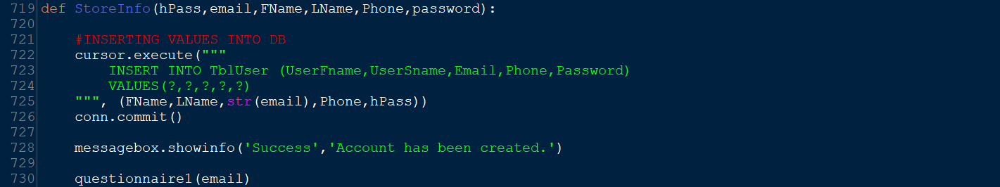 719 def StoreInfo(hPass,email,FName,LName,Phone,password):
720
721     #INSERTING VALUES INTO DB
722     cursor.execute("""
723         INSERT INTO TblUser (UserFname,UserSname,Email,Phone,Password)
724         VALUES(?,?,?,?,?)
725     """, (FName,LName,str(email),Phone,hPass))
726     conn.commit()
727
728     messagebox.showinfo('Success','Account has been created.')
729
730     questionnaire1(email)